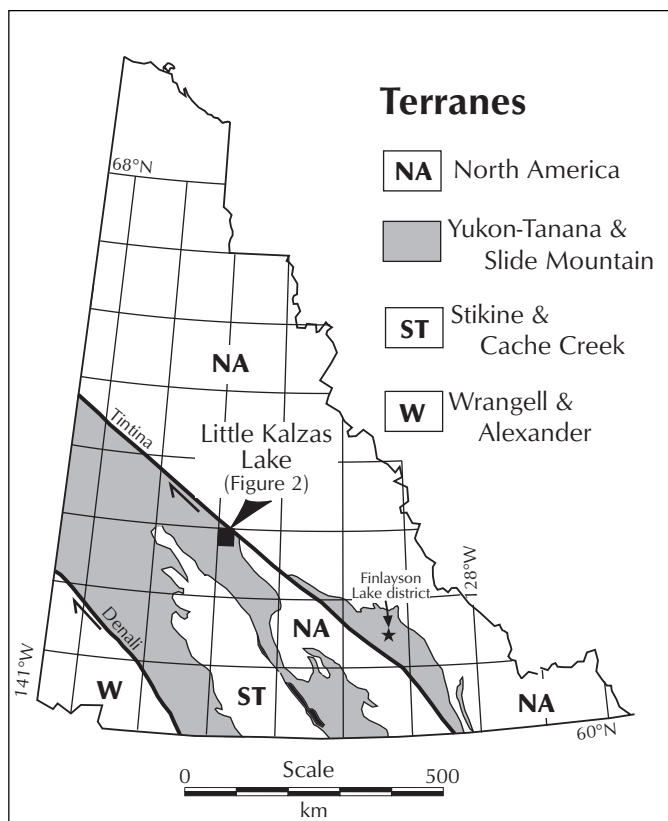 Terranes
NA North America
Yukon-Tanana &
Slide Mountain
ST Stikine &
Cache Creek
W Wrangell &
Alexander
68°N
NA
Tintina
Little Kalzas
Lake
(Figure 2)
Finlayson
Lake district
128°W
Denali
NA
141°W
W
ST
NA
60°N
0 Scale 500
km